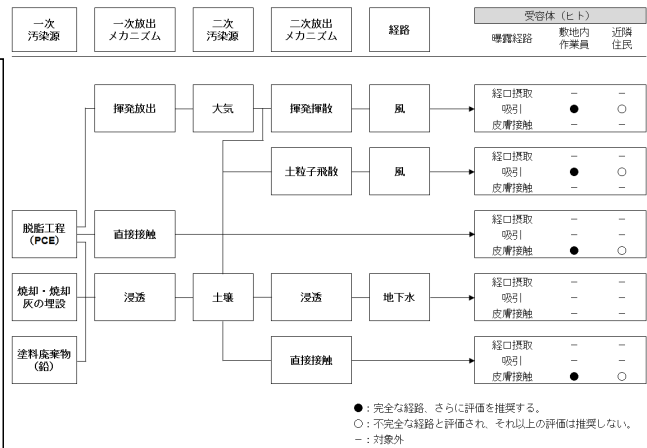 一次
汚染源
一次放出
メカニズム
二次
汚染源
二次放出
メカニズム
経路
受容体（ヒト）
曝露経路
敷地内
作業員
近隣
住民
揮発放出
大気
揮発揮散
風
経口摂取 － －
吸引 ● ○
皮膚接触 － －
土粒子飛散
風
経口摂取 － －
吸引 ● ○
皮膚接触 － －
脱脂工程
（PCE）
直接接触
経口摂取 － －
吸引 － －
皮膚接触 ● ○
焼却・焼却
灰の埋設
浸透
土壌
浸透
地下水
経口摂取 － －
吸引 － －
皮膚接触 － －
塗料廃棄物
（鉛）
直接接触
経口摂取 － －
吸引 － －
皮膚接触 ● ○
●：完全な経路、さらに評価を推奨する。
○：不完全な経路と評価され、それ以上の評価は推奨しない。
－：対象外